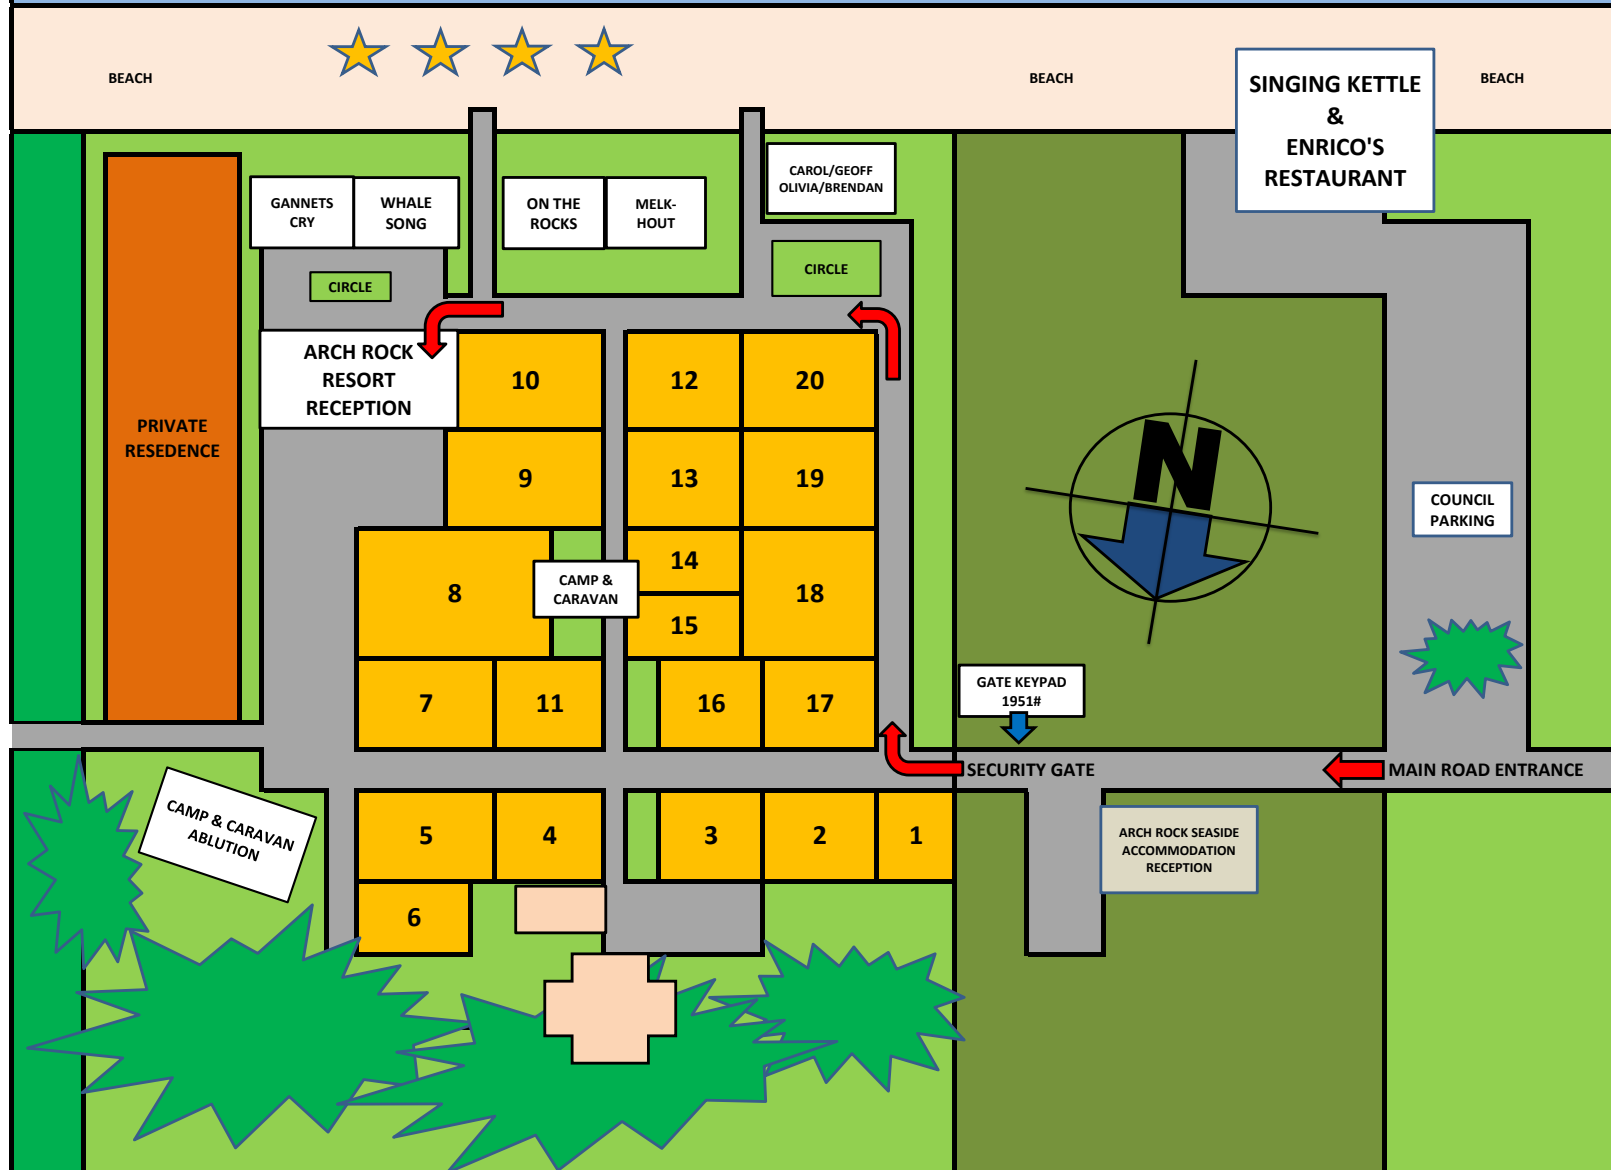 BEACH
BEACH
BEACH
SINGING KETTLE
&
ENRICO'S
RESTAURANT
CAROL/GEOFF
OLIVIA/BRENDAN
GANNETS
CRY
WHALE
SONG
ON THE
ROCKS
MELK-
HOUT
CIRCLE
CIRCLE
ARCH ROCK
RESORT
RECEPTION
10
12
20
PRIVATE
RESEDENCE
9
13
19
N
COUNCIL
PARKING
8
CAMP &
CARAVAN
14
15
18
7
11
16
17
GATE KEYPAD
1951#
SECURITY GATE
MAIN ROAD ENTRANCE
CAMP & CARAVAN
ABLUTION
5
4
3
2
1
ARCH ROCK SEASIDE
ACCOMMODATION
RECEPTION
6